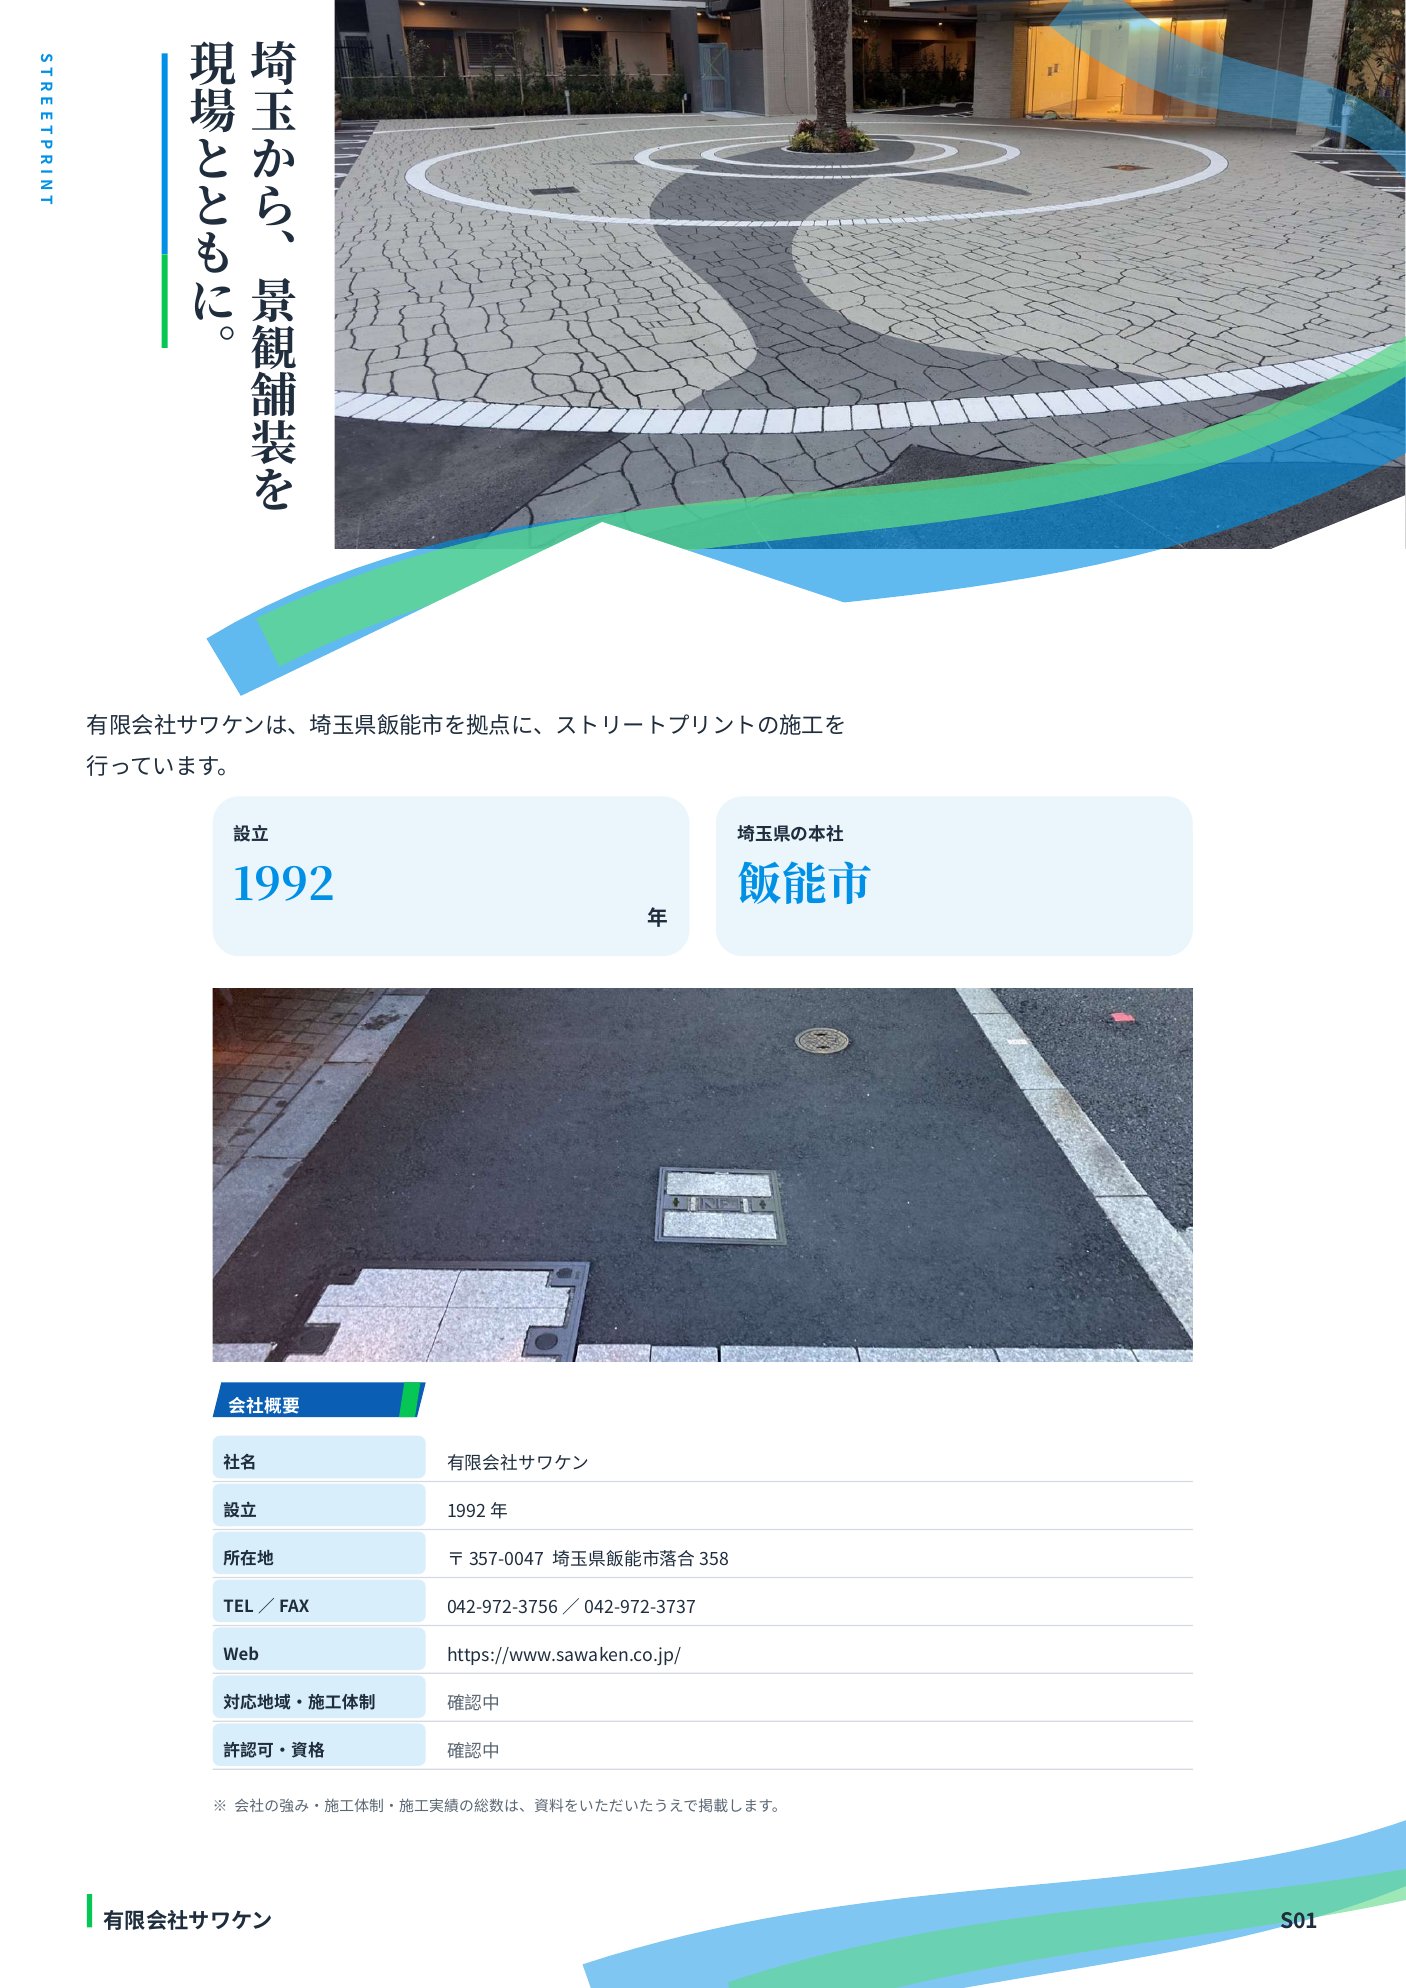 STREETPRINT
埼玉から、景観舗装を
現場とともに。
有限会社サワケンは、埼玉県飯能市を拠点に、ストリートプリントの施工を
行っています。
設立
1992
年
埼玉県の本社
飯能市
会社概要
社名
有限会社サワケン
設立
1992 年
所在地
〒 357-0047 埼玉県飯能市落合 358
TEL ／ FAX
042-972-3756 ／ 042-972-3737
Web
https://www.sawaken.co.jp/
対応地域・施工体制
確認中
許認可・資格
確認中
※ 会社の強み・施工体制・施工実績の総数は、資料をいただいたうえで掲載します。
有限会社サワケン
S01